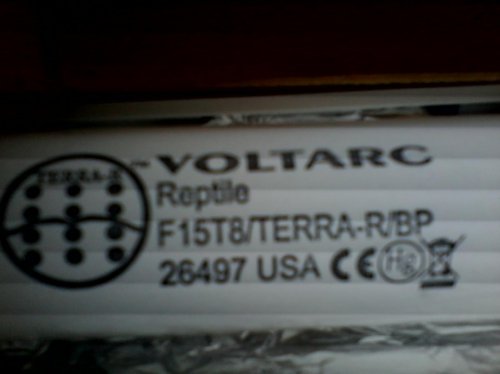 TERRA-R
VOLTARC
Reptile
F15T8/TERRA-R/BP
26497 USA CE Hg